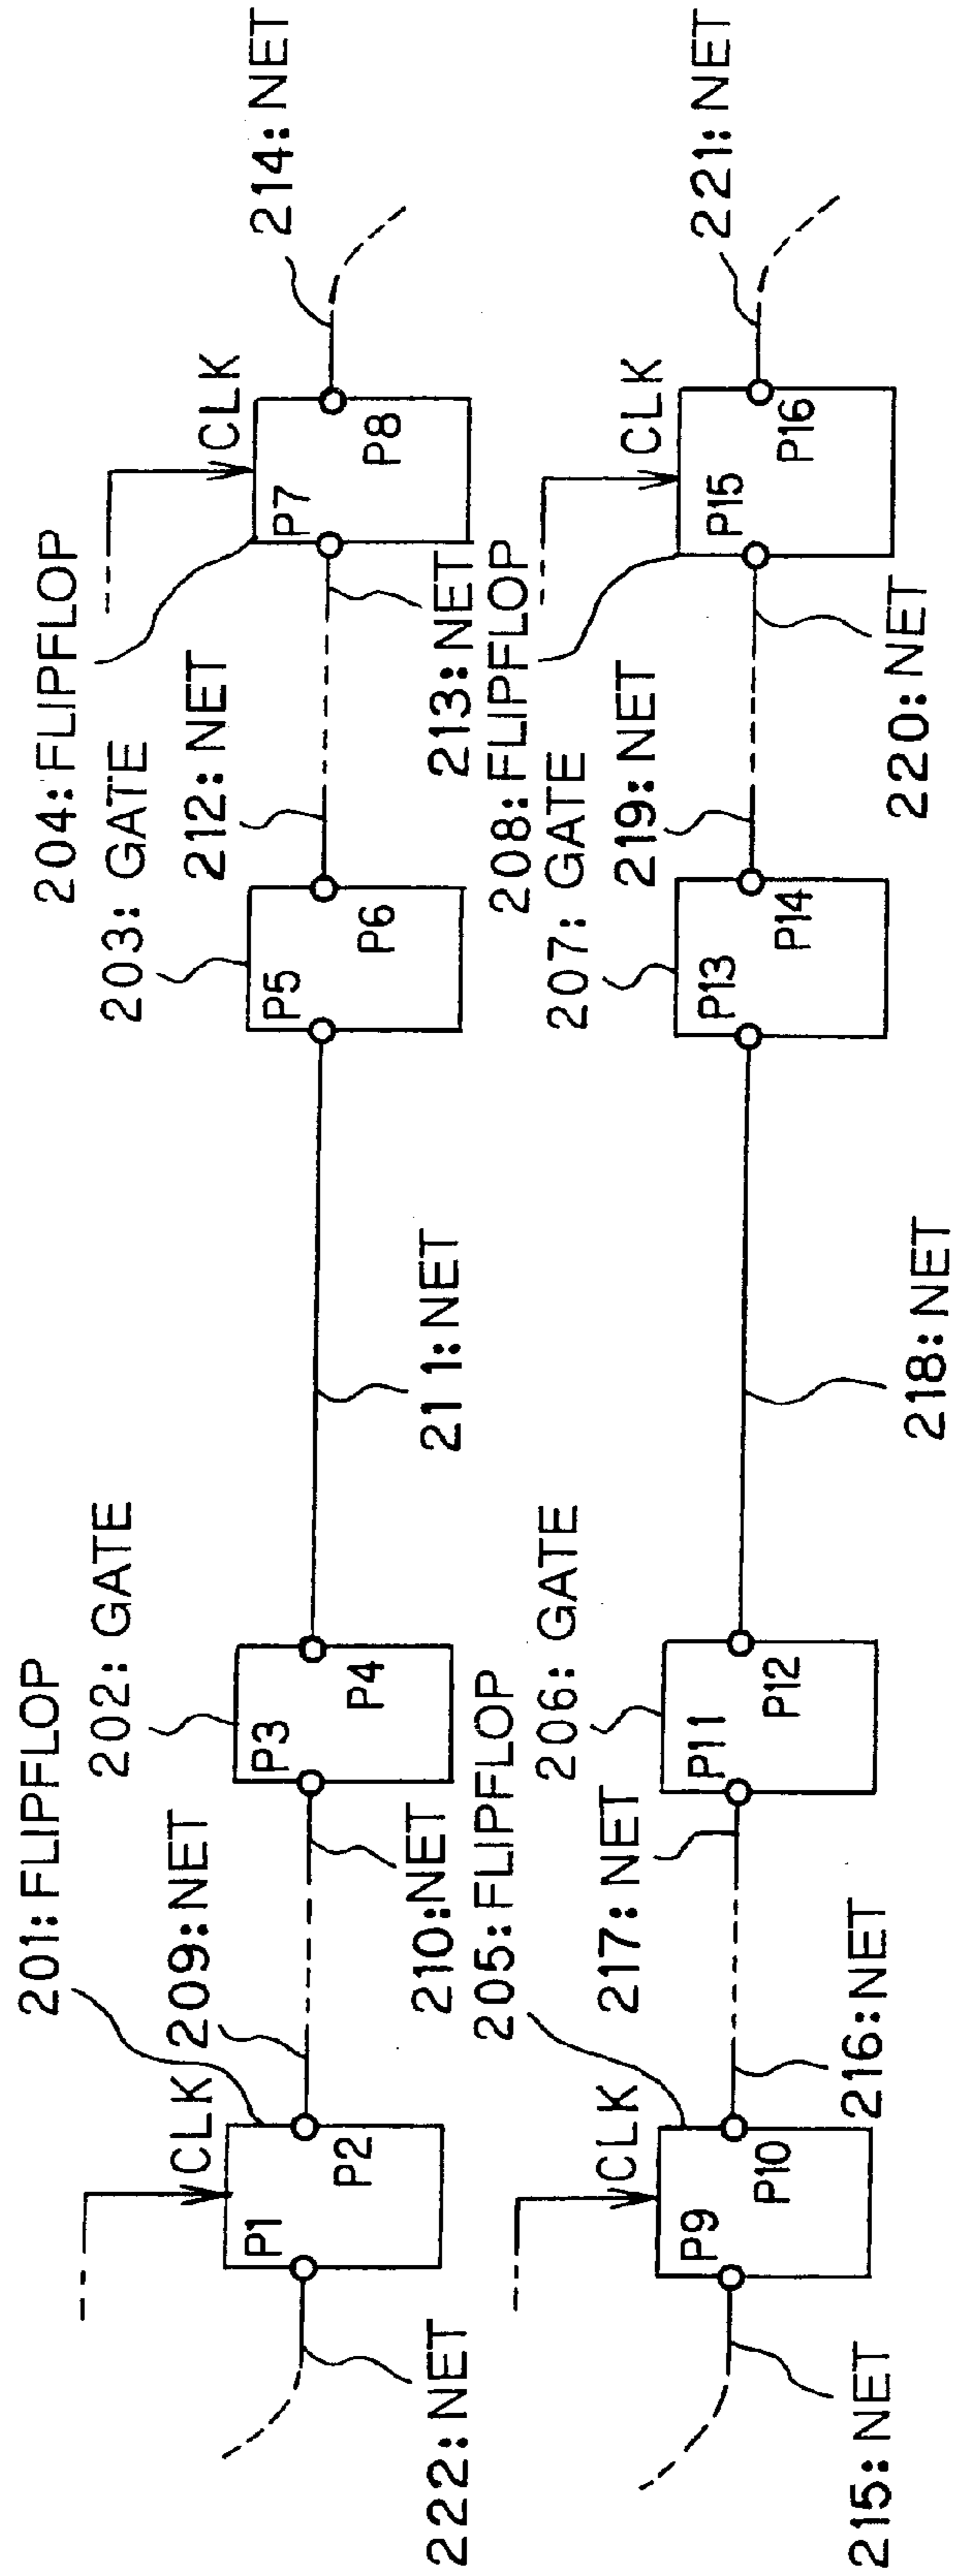 201: FLIPFLOP
202: GATE
203: GATE
204: FLIPFLOP
CLK
209: NET
212: NET
CLK
214: NET
P1
P2
P3
P4
P5
P6
P7
P8
222: NET
210: NET
211: NET
213: NET
205: FLIPFLOP
206: GATE
207: GATE
208: FLIPFLOP
CLK
217: NET
219: NET
CLK
221: NET
P9
P10
P11
P12
P13
P14
P15
P16
215: NET
216: NET
218: NET
220: NET